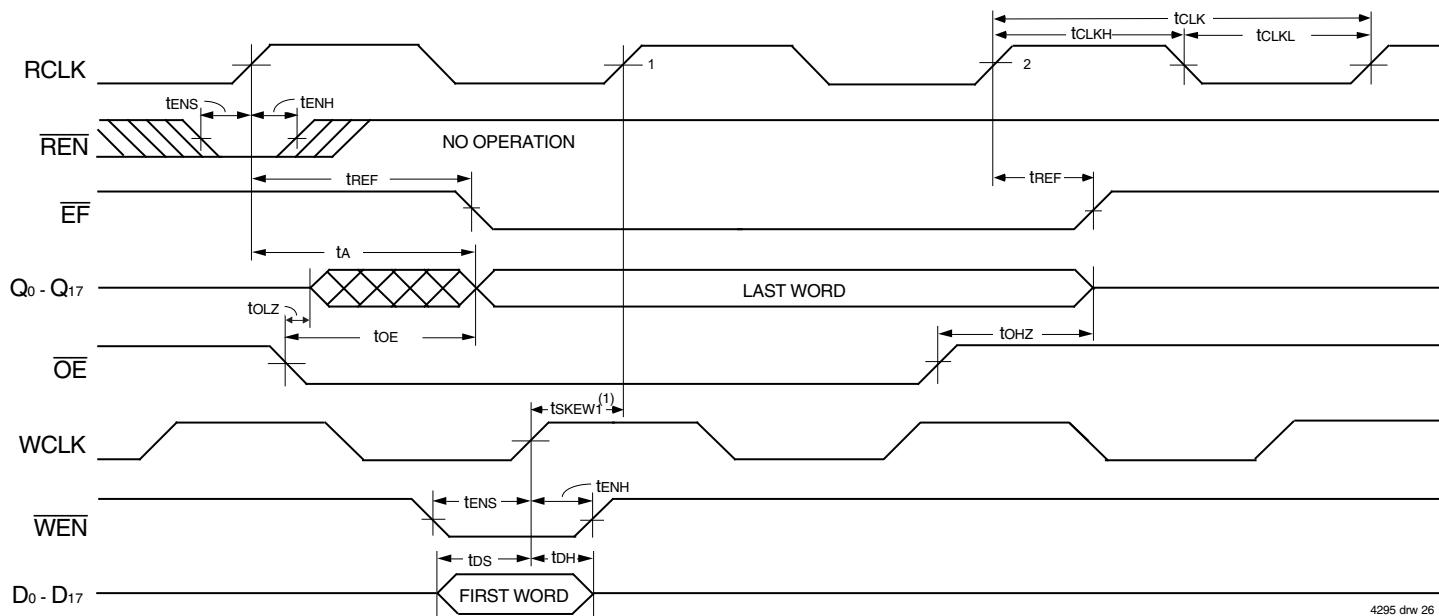 tCLK
tCLKH
tCLKL
RCLK
1
2
tENS
tENH
REN
NO OPERATION
tREF
tREF
EF
tA
Q0 - Q17
LAST WORD
tOLZ
tOE
tOHZ
OE
tSKEW1(1)
WCLK
tENS
tENH
WEN
tDS
tDH
D0 - D17
FIRST WORD
4295 drw 26